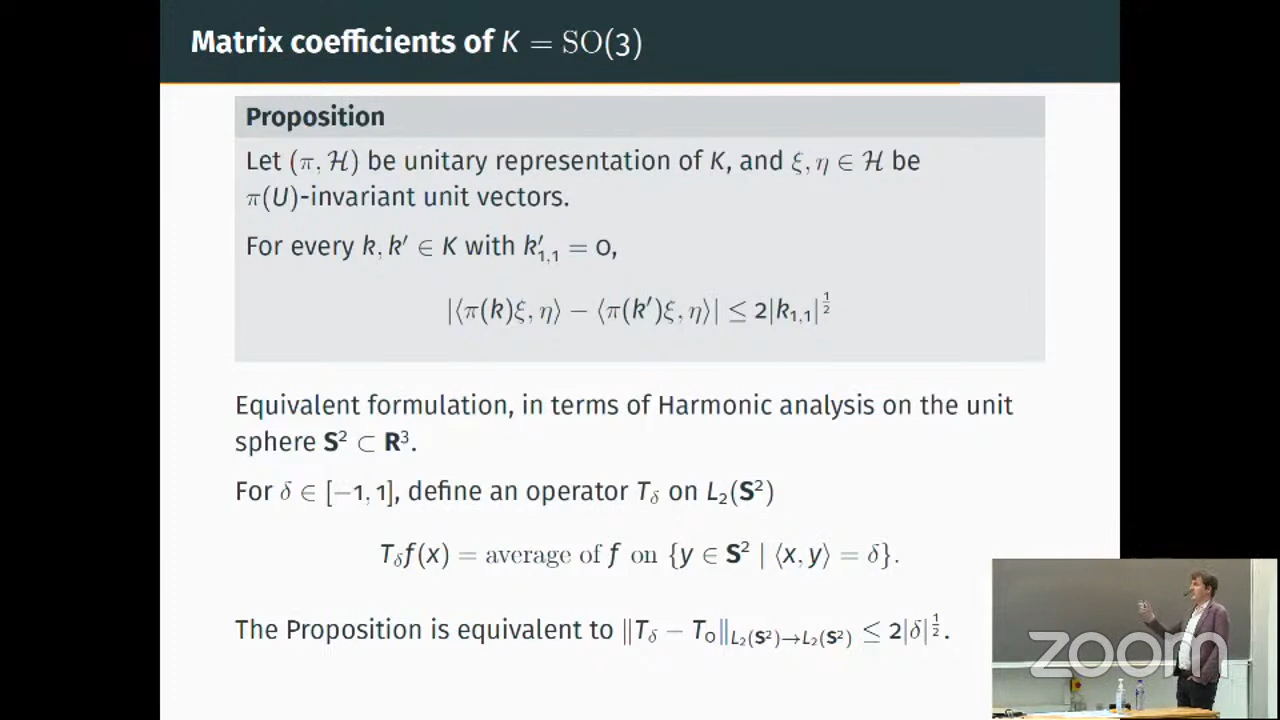 Matrix coefficients of K = SO(3)
Proposition
Let (π, ℋ) be unitary representation of K, and ξ, η ∈ ℋ be
π(U)-invariant unit vectors.
For every k, k′ ∈ K with k′₁,₁ = 0,
|⟨π(k)ξ, η⟩ − ⟨π(k′)ξ, η⟩| ≤ 2|k₁,₁|^{1/2}
Equivalent formulation, in terms of Harmonic analysis on the unit
sphere S² ⊂ R³.
For δ ∈ [−1, 1], define an operator T_δ on L₂(S²)
T_δ f(x) = average of f on {y ∈ S² | ⟨x, y⟩ = δ}.
The Proposition is equivalent to ‖T_δ − T₀‖_{L₂(S²)→L₂(S²)} ≤ 2|δ|^{1/2}.
zoom